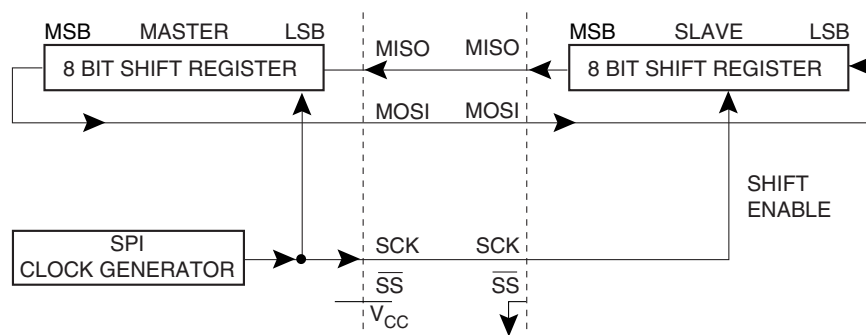 MSB MASTER LSB
8 BIT SHIFT REGISTER
MISO MISO
MSB SLAVE LSB
8 BIT SHIFT REGISTER
MOSI MOSI
SHIFT
ENABLE
SPI
CLOCK GENERATOR
SCK SCK
SS SS
VCC